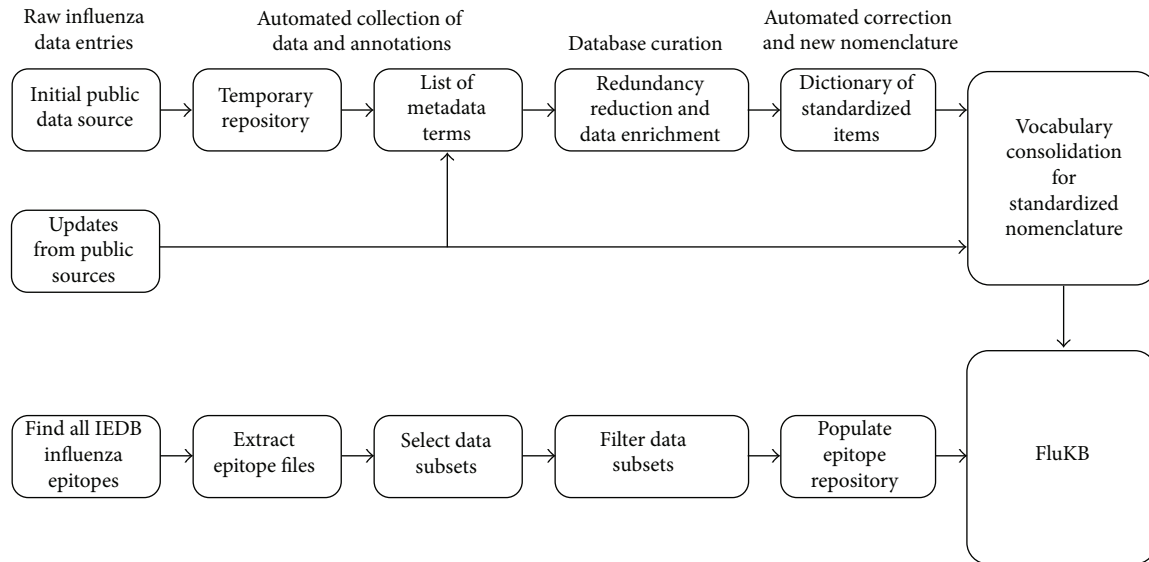 Raw influenza
data entries
Automated collection of
data and annotations
Database curation
Automated correction
and new nomenclature
Initial public
data source
Temporary
repository
List of
metadada
terms
Redundancy
reduction and
data enrichment
Dictionary of
standardized
items
Vocabulary
consolidation
for
standardized
nomenclature
Updates
from public
sources
Find all IEDB
influenza
epitopes
Extract
epitope files
Select data
subsets
Filter data
subsets
Populate
epitope
repository
FluKB